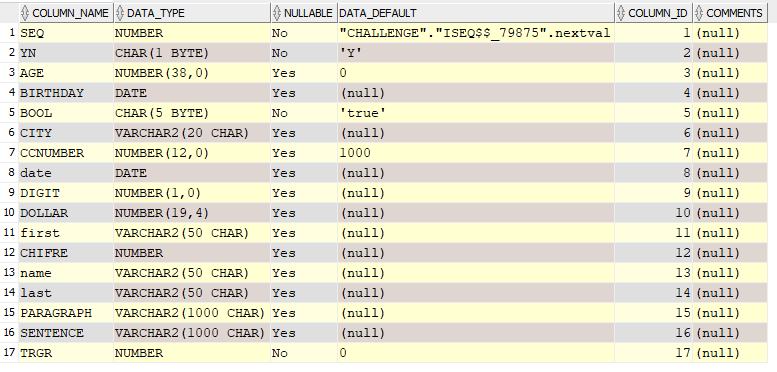 COLUMN_NAME DATA_TYPE NULLABLE DATA_DEFAULT COLUMN_ID COMMENTS
1 SEQ NUMBER No "CHALLENGE"."ISEQ$$_79875".nextval 1 (null)
2 YN CHAR(1 BYTE) No 'Y' 2 (null)
3 AGE NUMBER(38,0) Yes 0 3 (null)
4 BIRTHDAY DATE Yes (null) 4 (null)
5 BOOL CHAR(5 BYTE) No 'true' 5 (null)
6 CITY VARCHAR2(20 CHAR) Yes (null) 6 (null)
7 CCNUMBER NUMBER(12,0) Yes 1000 7 (null)
8 date DATE Yes (null) 8 (null)
9 DIGIT NUMBER(1,0) Yes (null) 9 (null)
10 DOLLAR NUMBER(19,4) Yes (null) 10 (null)
11 first VARCHAR2(50 CHAR) Yes (null) 11 (null)
12 CHIFRE NUMBER Yes (null) 12 (null)
13 name VARCHAR2(50 CHAR) Yes (null) 13 (null)
14 last VARCHAR2(50 CHAR) Yes (null) 14 (null)
15 PARAGRAPH VARCHAR2(1000 CHAR) Yes (null) 15 (null)
16 SENTENCE VARCHAR2(1000 CHAR) Yes (null) 16 (null)
17 TRGR NUMBER No 0 17 (null)